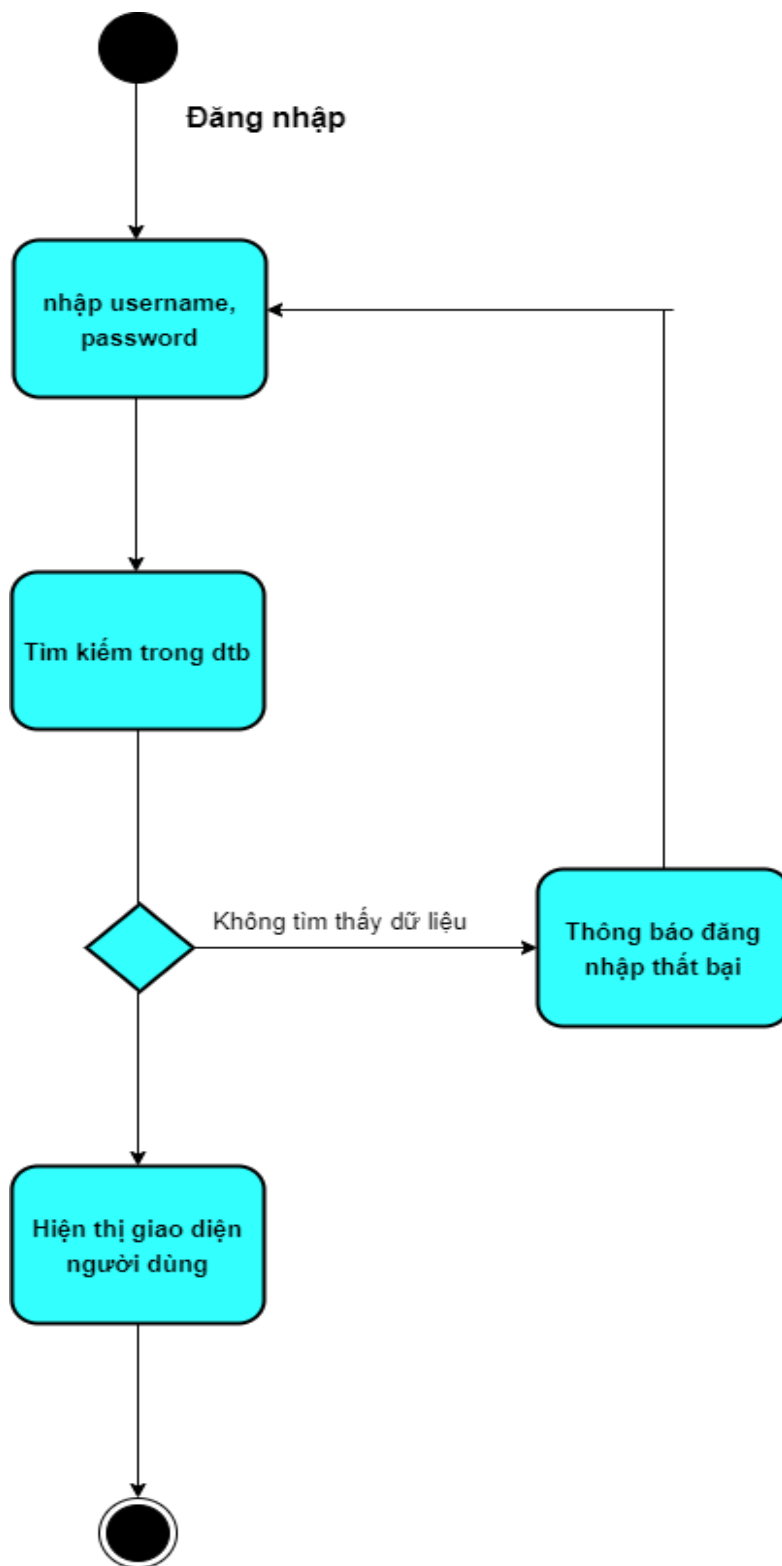 Đăng nhập
nhập username,
password
Tìm kiếm trong dtb
Không tìm thấy dữ liệu
Thông báo đăng
nhập thất bại
Hiện thị giao diện
người dùng